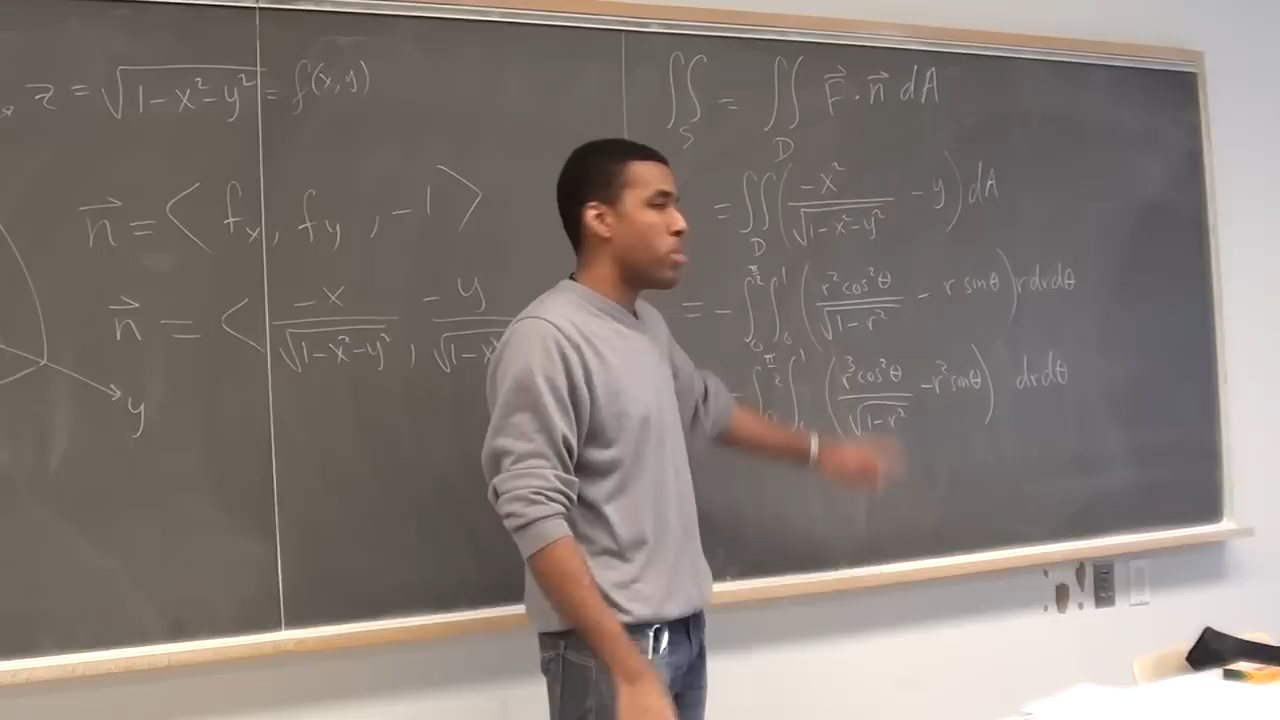 z = √(1-x²-y²) = f(x,y)
n⃗ = < f_x, f_y, -1 >
n⃗ = < -x/√(1-x²-y²), -y/√(1-x
y
∬_S = ∬_D F⃗ · n⃗ dA
= ∬_D (-x²/√(1-x²-y²) - y) dA
= - ∫_0^{π/2} ∫_0^1 (r²cos²θ/√(1-r²) - r sinθ) r dr dθ
∫_0^{π/2} ∫_0^1 (r³cos²θ/√(1-r²) - r² sinθ) dr dθ